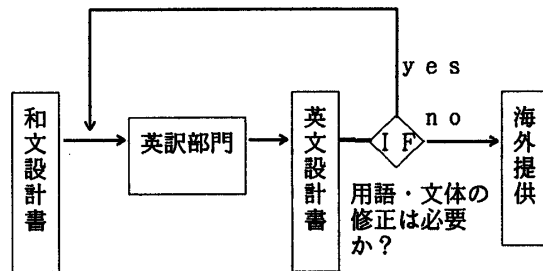 yes
和文設計書
英訳部門
英文設計書
IF
no
海外提供
用語・文体の
修正は必要
か?